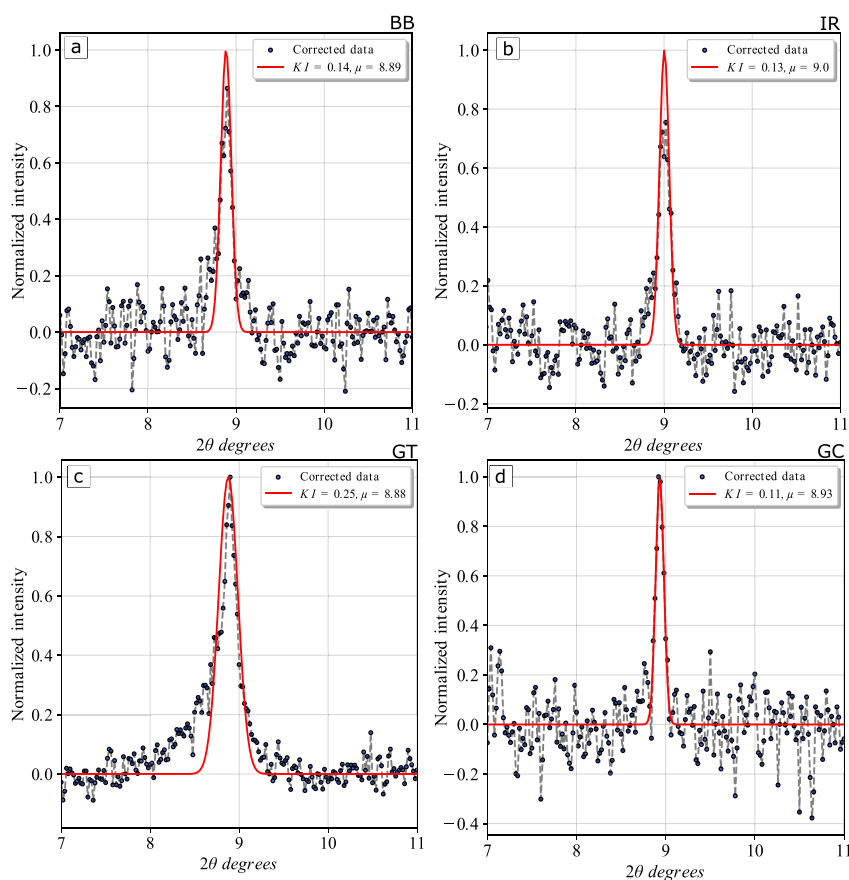 BB
a
Corrected data
KI = 0.14, μ = 8.89
Normalized intensity
1.0
0.8
0.6
0.4
0.2
0.0
−0.2
7 8 9 10 11
2θ degrees
IR
b
Corrected data
KI = 0.13, μ = 9.0
Normalized intensity
1.0
0.8
0.6
0.4
0.2
0.0
−0.2
7 8 9 10 11
2θ degrees
GT
c
Corrected data
KI = 0.25, μ = 8.88
Normalized intensity
1.0
0.8
0.6
0.4
0.2
0.0
7 8 9 10 11
2θ degrees
GC
d
Corrected data
KI = 0.11, μ = 8.93
Normalized intensity
1.0
0.8
0.6
0.4
0.2
0.0
−0.2
−0.4
7 8 9 10 11
2θ degrees